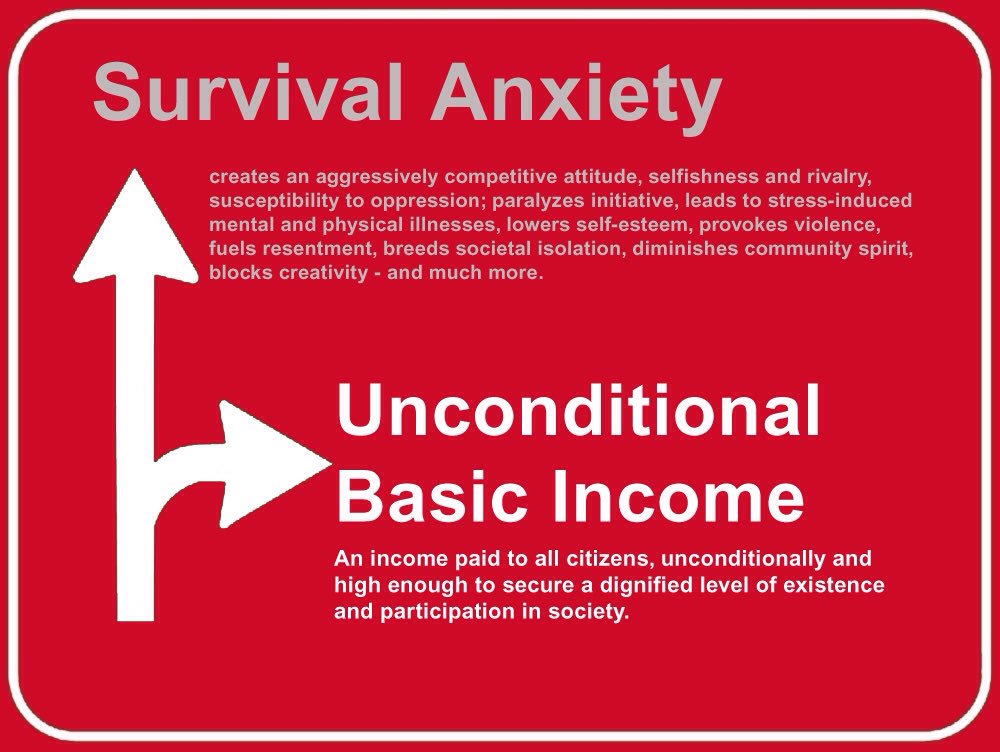 Survival Anxiety
creates an aggressively competitive attitude, selfishness and rivalry,
susceptibility to oppression; paralyzes initiative, leads to stress-induced
mental and physical illnesses, lowers self-esteem, provokes violence,
fuels resentment, breeds societal isolation, diminishes community spirit,
blocks creativity - and much more.
Unconditional
Basic Income
An income paid to all citizens, unconditionally and
high enough to secure a dignified level of existence
and participation in society.